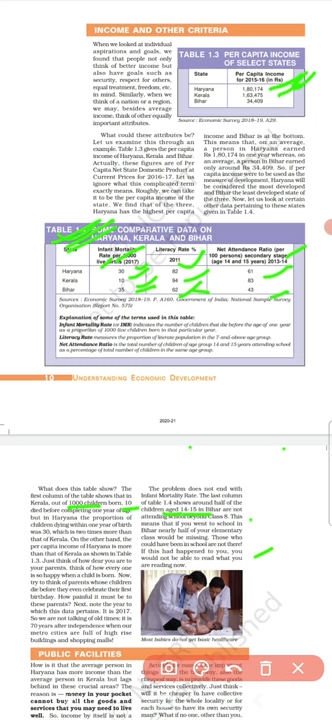 INCOME AND OTHER CRITERIA
When we looked at individual
aspirations and goals, we
found that people not only
think of better income but
also have goals such as
security, respect for others,
equal treatment, freedom, etc.
in mind. Similarly, when we
think of a nation or a region,
we may, besides average
income, think of other equally
important attributes.
TABLE 1.3 PER CAPITA INCOME
OF SELECT STATES
State Per Capita Income
for 2015–16 (in Rs)
Haryana 1,80,174
Kerala 1,63,475
Bihar 34,409
Source : Economic Survey 2018–19, A29.
What could these attributes be?
Let us examine this through an
example. Table 1.3 gives the per capita
income of Haryana, Kerala and Bihar.
Actually, these figures are of Per
Capita Net State Domestic Product at
Current Prices for 2016–17. Let us
ignore what this complicated term
exactly means. Roughly, we can take
it to be the per capita income of the
state. We find that of the three,
Haryana has the highest per capita
income and Bihar is at the bottom.
This means that, on an average,
a person in Haryana earned
Rs 1,80,174 in one year whereas, on
an average, a person in Bihar earned
only around Rs 34,409. So, if per
capita income were to be used as the
measure of development, Haryana will
be considered the most developed
and Bihar the least developed state of
the three. Now, let us look at certain
other data pertaining to these states
given in Table 1.4.
TABLE SOME COMPARATIVE DATA ON
HARYANA, KERALA AND BIHAR
State Infant Mortality Rate per 1,000 live births (2017) Literacy Rate % 2011 Net Attendance Ratio (per 100 persons) secondary stage (age 14 and 15 years) 2013–14
Haryana 30 82 61
Kerala 10 94 83
Bihar 35 62 43
Sources : Economic Survey 2018–19, P. A160, Government of India; National Sample Survey
Organisation (Report No. 575)
Explanation of some of the terms used in this table:
Infant Mortality Rate (or IMR) indicates the number of children that die before the age of one year
as a proportion of 1000 live children born in that particular year.
Literacy Rate measures the proportion of literate population in the 7 and above age group.
Net Attendance Ratio is the total number of children of age group 14 and 15 years attending school
as a percentage of total number of children in the same age group.
10 UNDERSTANDING ECONOMIC DEVELOPMENT
2020-21
What does this table show? The
first column of the table shows that in
Kerala, out of 1000 children born, 10
died before completing one year of age
but in Haryana the proportion of
children dying within one year of birth
was 30, which is two times more than
that of Kerala. On the other hand, the
per capita income of Haryana is more
than that of Kerala as shown in Table
1.3. Just think of how dear you are to
your parents, think of how every one
is so happy when a child is born. Now,
try to think of parents whose children
die before they even celebrate their first
birthday. How painful it must be to
these parents? Next, note the year to
which this data pertains. It is 2017.
So we are not talking of old times; it is
70 years after independence when our
metro cities are full of high rise
buildings and shopping malls!
The problem does not end with
Infant Mortality Rate. The last column
of table 1.4 shows around half of the
children aged 14-15 in Bihar are not
attending school beyond Class 8. This
means that if you went to school in
Bihar nearly half of your elementary
class would be missing. Those who
could have been in school are not there!
If this had happened to you, you
would not be able to read what you
are reading now.
Most babies do not get basic healthcare
PUBLIC FACILITIES
How is it that the average person in
Haryana has more income than the
average person in Kerala but lags
behind in these crucial areas? The
reason is — money in your pocket
cannot buy all the goods and
services that you may need to live
well. So, income by itself is not a
services collectively. Just think –
will it be cheaper to have collective
security for the whole locality or for
each house to have its own security
man? What if no one, other than you,